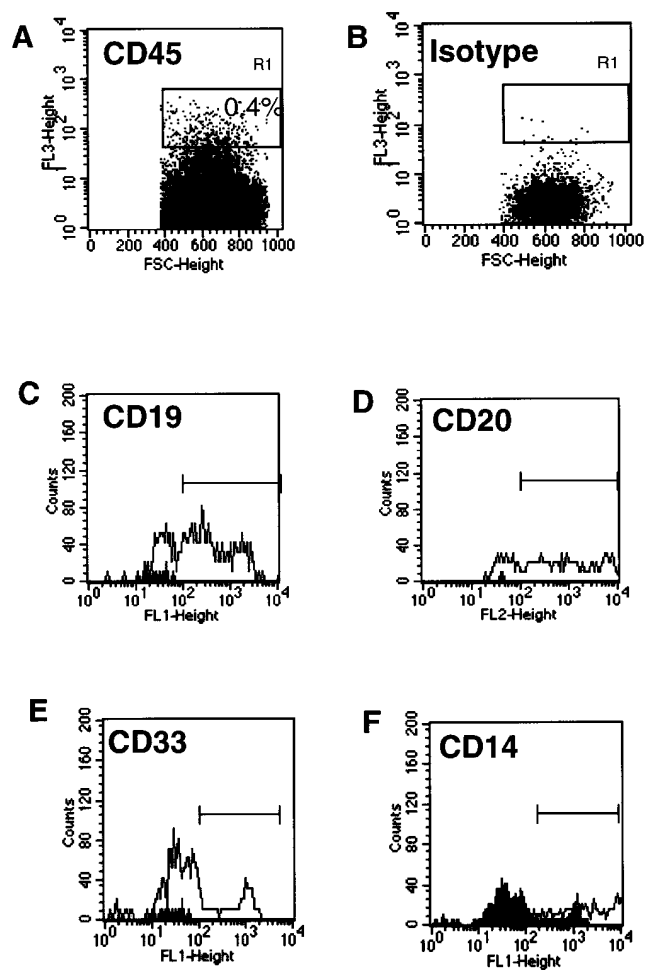 A
CD45
R1
0.4%
FL3-Height
10^4
10^3
10^2
10^1
10^0
0 200 400 600 800 1000
FSC-Height
B
Isotype
R1
FL3-Height
10^4
10^3
10^2
10^1
10^0
0 200 400 600 800 1000
FSC-Height
C
CD19
Counts
200
160
120
80
40
0
10^0 10^1 10^2 10^3 10^4
FL1-Height
D
CD20
Counts
200
160
120
80
40
0
10^0 10^1 10^2 10^3 10^4
FL2-Height
E
CD33
Counts
200
160
120
80
40
0
10^0 10^1 10^2 10^3 10^4
FL1-Height
F
CD14
Counts
200
160
120
80
40
0
10^0 10^1 10^2 10^3 10^4
FL1-Height